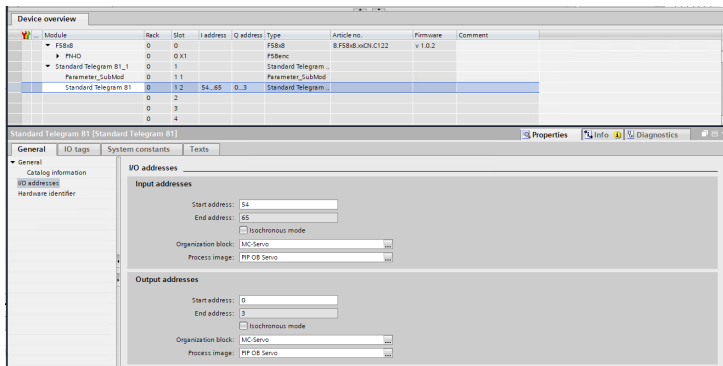 Device overview
... Module Rack Slot I address Q address Type Article no. Firmware Comment
F58x8 0 0 F58x8 8.F58x8.xxCN.C122 v 1.0.2
PN-IO 0 0 X1 F58enc
Standard Telegram 81_1 0 1 Standard Telegram ..
Parameter_SubMod 0 1 1 Parameter_SubMod
Standard Telegram 81 0 1 2 54...65 0...3 Standard Telegram ..
0 2
0 3
0 4
Standard Telegram 81 [Standard Telegram 81] Properties Info Diagnostics
General IO tags System constants Texts
General
Catalog information
I/O addresses
Hardware identifier
I/O addresses
Input addresses
Start address: 54
End address: 65
Isochronous mode
Organization block: MC-Servo ...
Process image: PIP OB Servo ...
Output addresses
Start address: 0
End address: 3
Isochronous mode
Organization block: MC-Servo ...
Process image: PIP OB Servo ...